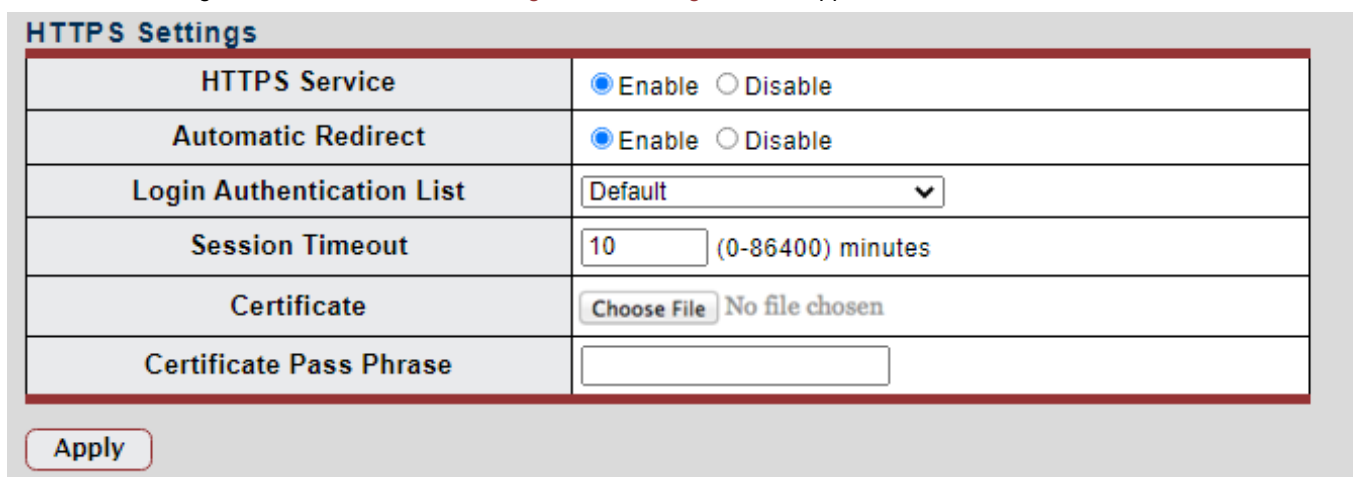 HTTPS Settings
HTTPS Service Enable Disable
Automatic Redirect Enable Disable
Login Authentication List Default
Session Timeout 10 (0-86400) minutes
Certificate Choose File No file chosen
Certificate Pass Phrase
Apply